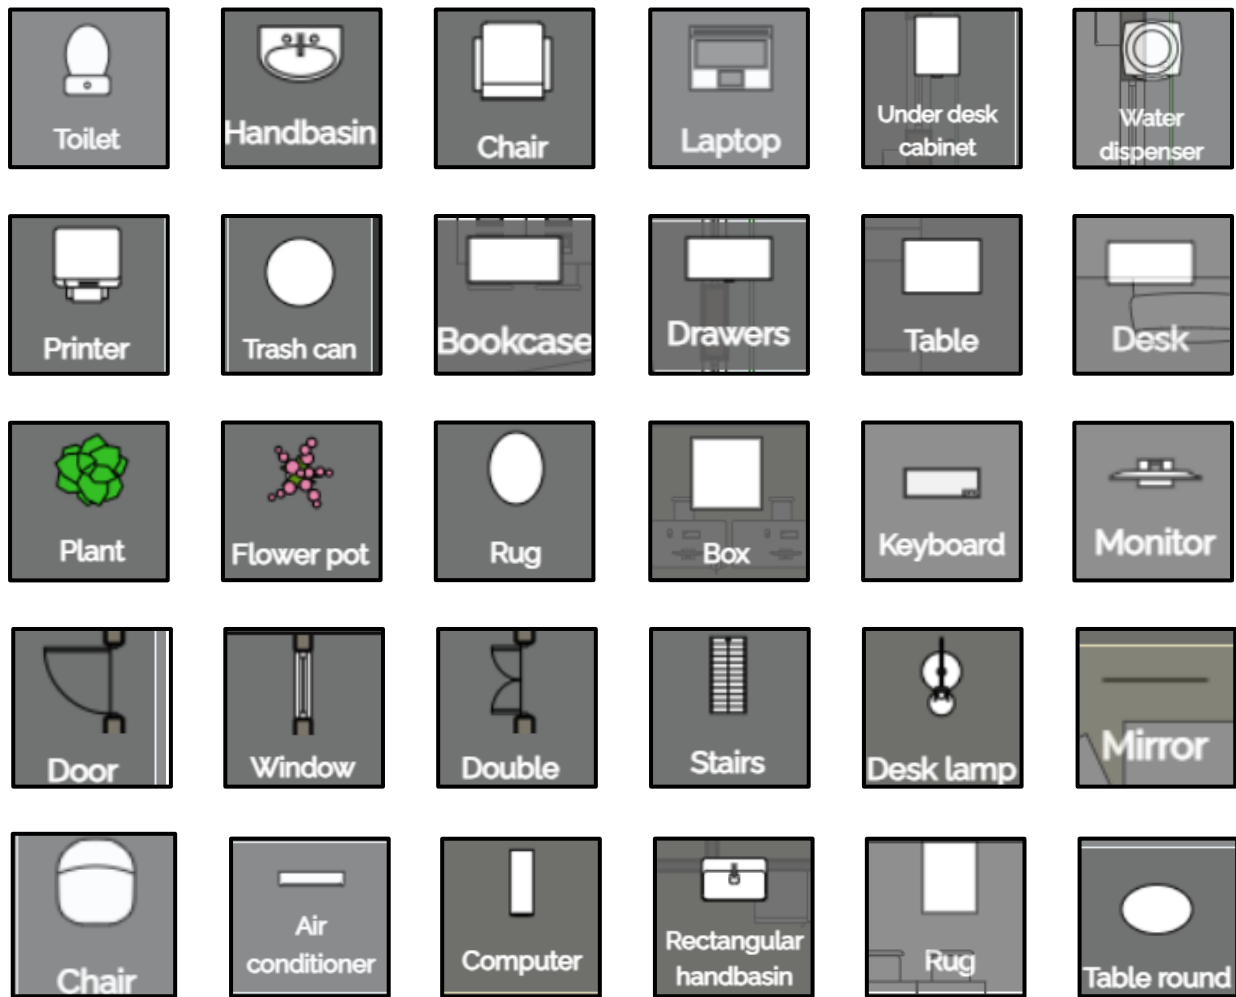 Toilet
Handbasin
Chair
Laptop
Under desk
cabinet
Water
dispenser
Printer
Trash can
Bookcase
Drawers
Table
Desk
Plant
Flower pot
Rug
Box
Keyboard
Monitor
Door
Window
Double
Stairs
Desk lamp
Mirror
Chair
Air
conditioner
Computer
Rectangular
handbasin
Rug
Table round